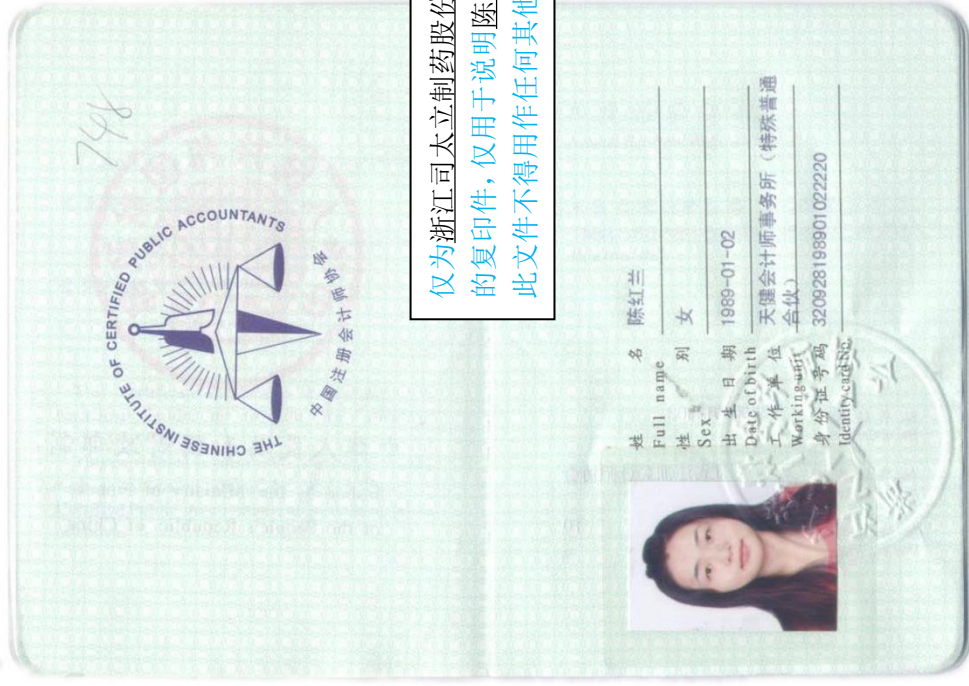 748
THE CHINESE INSTITUTE OF CERTIFIED PUBLIC ACCOUNTANTS
中国注册会计师协会
仅为浙江司太立制药股份
的复印件，仅用于说明陈
此文件不得用作任何其他
姓 名 陈红兰
Full name
性 别 女
Sex
出 生 日 期 1989-01-02
Date of birth
工 作 单 位 天健会计师事务所（特殊普通
合伙）
Working unit
身份证号码 320928198901022220
Identity card No.